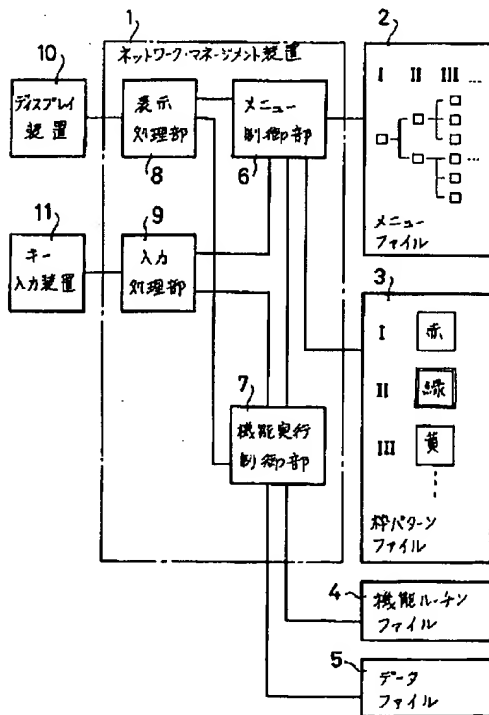 1
ネットワーク・マネージメント装置
10
ディスプレイ
装置
表示
処理部
8
メニュー
制御部
6
2
I II III ...
...
メニュー
ファイル
11
キー
入力装置
9
入力
処理部
3
I 赤
II 緑
III 黄
枠パターン
ファイル
7
機能実行
制御部
4
機能ルーチン
ファイル
5
データ
ファイル